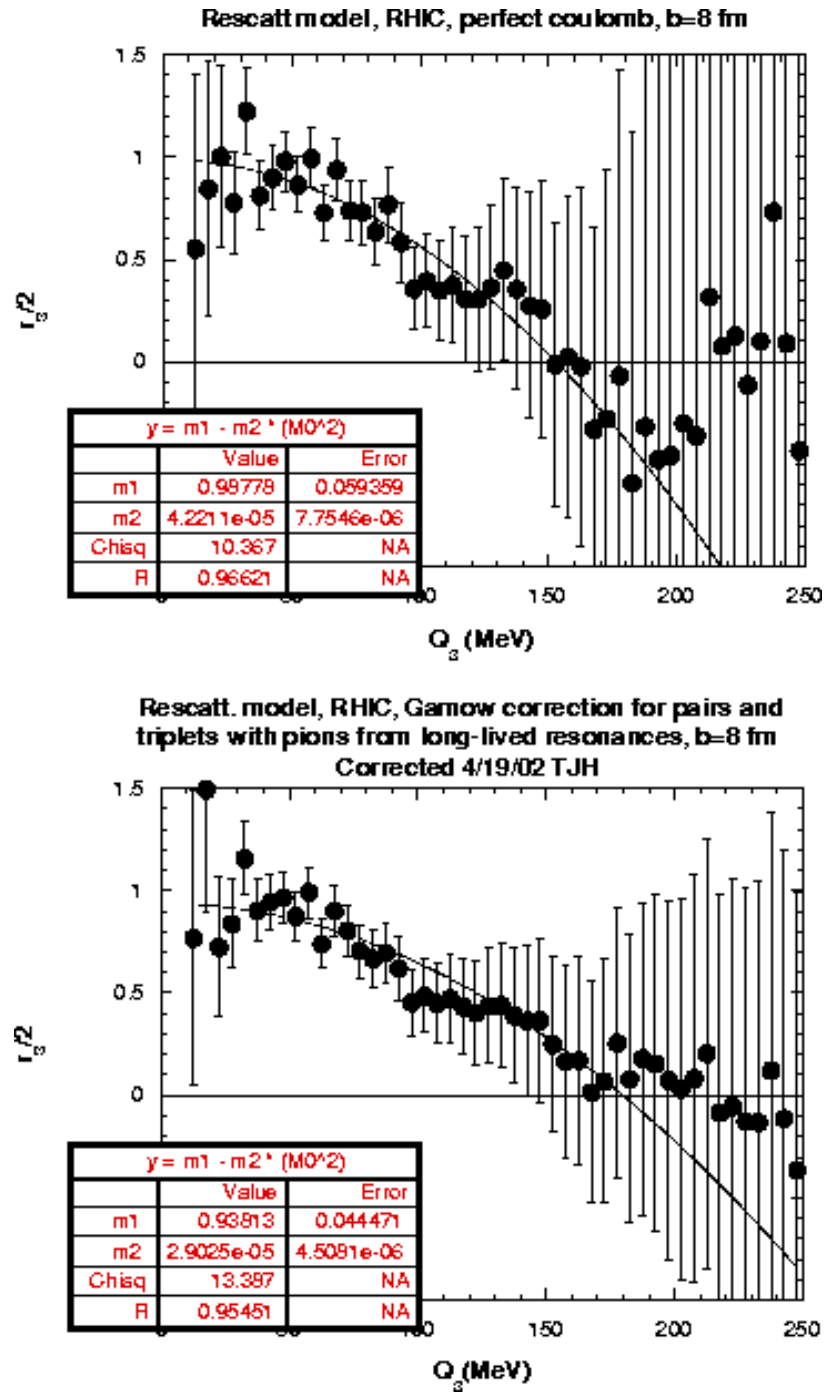 Rescatt model, RHIC, perfect coulomb, b=8 fm
1.5
1
0.5
0
r₃/2
y = m1 - m2 * (M0^2)
Value Error
m1 0.98778 0.059359
m2 4.2211e-05 7.7546e-06
Chisq 10.367 NA
R 0.96621 NA
50 100 150 200 250
Q₃ (MeV)
Rescatt. model, RHIC, Gamow correction for pairs and
triplets with pions from long-lived resonances, b=8 fm
Corrected 4/19/02 TJH
1.5
1
0.5
0
r₃/2
y = m1 - m2 * (M0^2)
Value Error
m1 0.93813 0.044471
m2 2.9025e-05 4.5081e-06
Chisq 13.387 NA
R 0.95451 NA
50 100 150 200 250
Q₃(MeV)